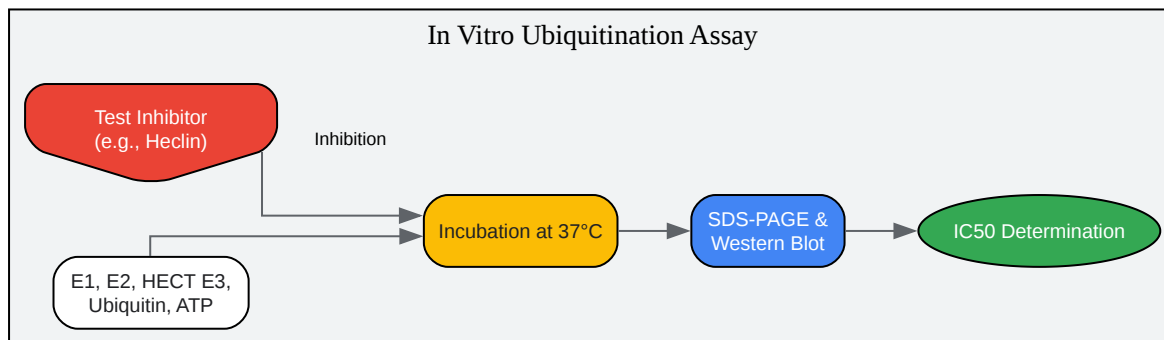 In Vitro Ubiquitination Assay
Test Inhibitor
(e.g., Heclin)
Inhibition
E1, E2, HECT E3,
Ubiquitin, ATP
Incubation at 37°C
SDS-PAGE &
Western Blot
IC50 Determination